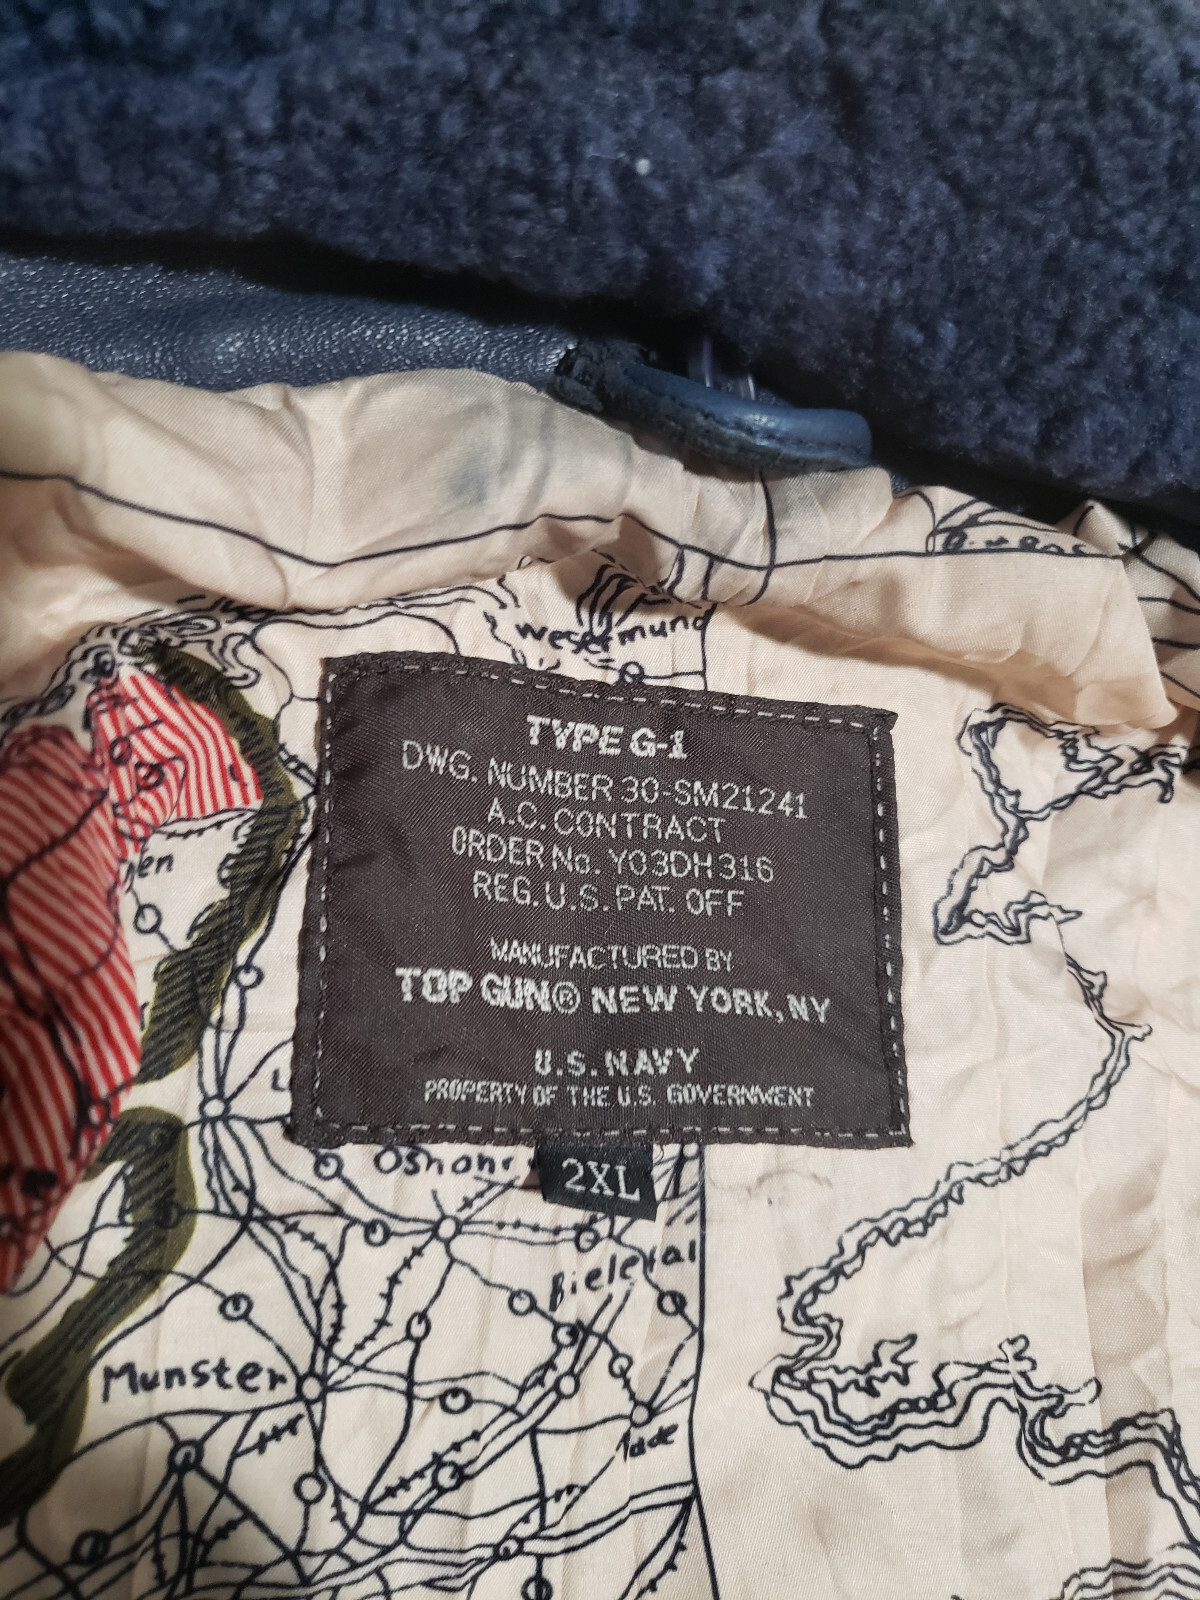 Wesermund
TYPE G-1
DWG. NUMBER 30-SM21241
A.C. CONTRACT
ORDER No. Y03DH316
REG. U.S. PAT. OFF
MANUFACTURED BY
TOP GUN® NEW YORK, NY
U.S. NAVY
PROPERTY OF THE U.S. GOVERNMENT
2XL
Munster